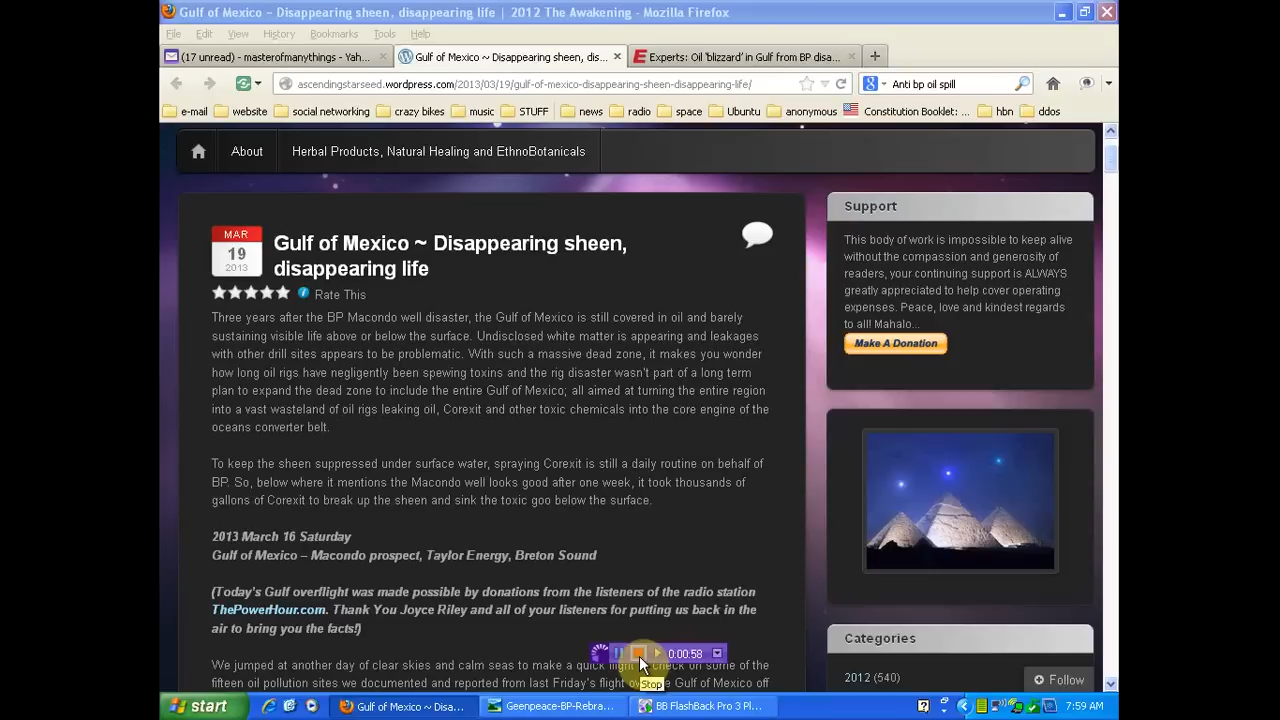 Gulf of Mexico ~ Disappearing sheen, disappearing life | 2012 The Awakening - Mozilla Firefox
File Edit View History Bookmarks Tools Help
(17 unread) - masterofmanythings - Yah...
Gulf of Mexico ~ Disappearing sheen, dis...
Experts: Oil 'blizzard' in Gulf from BP disa...
ascendingstarseed.wordpress.com/2013/03/19/gulf-of-mexico-disappearing-sheen-disappearing-life/
Anti bp oil spill
e-mail website social networking crazy bikes music STUFF news radio space Ubuntu anonymous Constitution Booklet: ... hbn ddos
About Herbal Products, Natural Healing and EthnoBotanicals
MAR
19
2013
Gulf of Mexico ~ Disappearing sheen,
disappearing life
Rate This
Three years after the BP Macondo well disaster, the Gulf of Mexico is still covered in oil and barely
sustaining visible life above or below the surface. Undisclosed white matter is appearing and leakages
with other drill sites appears to be problematic. With such a massive dead zone, it makes you wonder
how long oil rigs have negligently been spewing toxins and the rig disaster wasn't part of a long term
plan to expand the dead zone to include the entire Gulf of Mexico; all aimed at turning the entire region
into a vast wasteland of oil rigs leaking oil, Corexit and other toxic chemicals into the core engine of the
oceans converter belt.
To keep the sheen suppressed under surface water, spraying Corexit is still a daily routine on behalf of
BP. So, below where it mentions the Macondo well looks good after one week, it took thousands of
gallons of Corexit to break up the sheen and sink the toxic goo below the surface.
2013 March 16 Saturday
Gulf of Mexico – Macondo prospect, Taylor Energy, Breton Sound
(Today's Gulf overflight was made possible by donations from the listeners of the radio station
ThePowerHour.com. Thank You Joyce Riley and all of your listeners for putting us back in the
air to bring you the facts!)
We jumped at another day of clear skies and calm seas to make a quick flight check on some of the
fifteen oil pollution sites we documented and reported from last Friday's flight over the Gulf of Mexico off
Support
This body of work is impossible to keep alive
without the compassion and generosity of
readers, your continuing support is ALWAYS
greatly appreciated to help cover operating
expenses. Peace, love and kindest regards
to all! Mahalo...
Make A Donation
Categories
2012 (540)
Follow
0:00:58
Stop
start
Gulf of Mexico ~ Disa...
Greenpeace-BP-Rebra...
BB FlashBack Pro 3 Pl...
7:59 AM